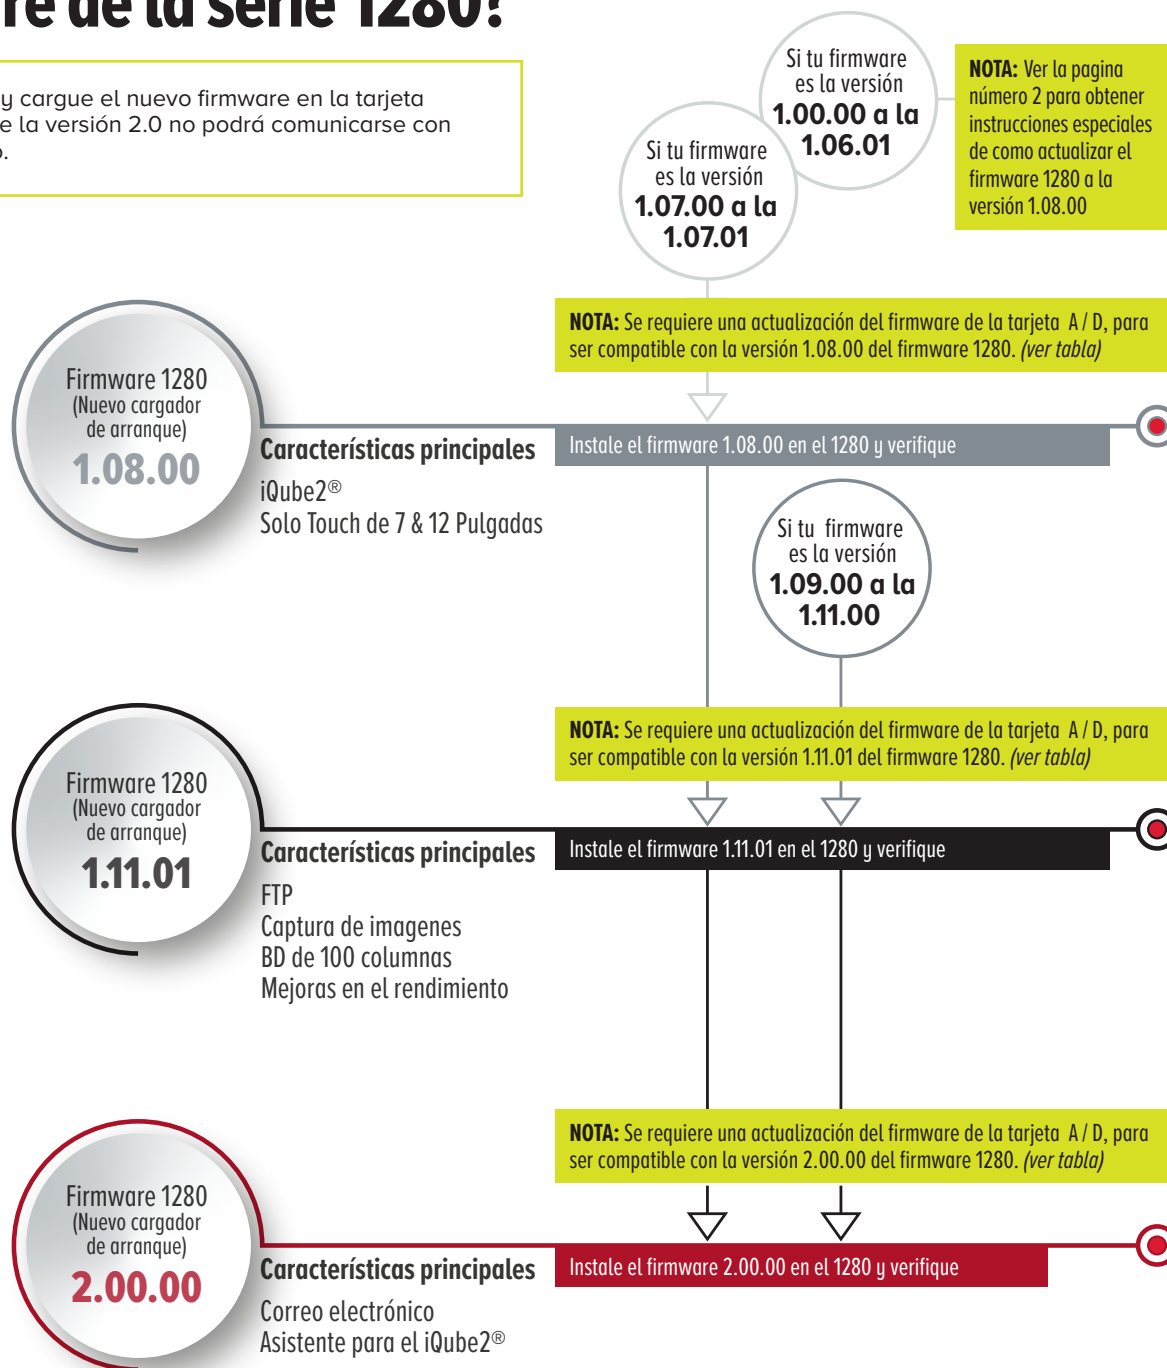 re de la serie 1280?
y cargue el nuevo firmware en la tarjeta
e la versión 2.0 no podrá comunicarse con
o.
Si tu firmware
es la versión
1.00.00 a la
1.06.01
NOTA: Ver la pagina
número 2 para obtener
instrucciones especiales
de como actualizar el
firmware 1280 a la
versión 1.08.00
Si tu firmware
es la versión
1.07.00 a la
1.07.01
NOTA: Se requiere una actualización del firmware de la tarjeta A / D, para
ser compatible con la versión 1.08.00 del firmware 1280. (ver tabla)
Firmware 1280
(Nuevo cargador
de arranque)
1.08.00
Características principales
iQube2®
Solo Touch de 7 & 12 Pulgadas
Instale el firmware 1.08.00 en el 1280 y verifique
Si tu firmware
es la versión
1.09.00 a la
1.11.00
NOTA: Se requiere una actualización del firmware de la tarjeta A / D, para
ser compatible con la versión 1.11.01 del firmware 1280. (ver tabla)
Firmware 1280
(Nuevo cargador
de arranque)
1.11.01
Características principales
FTP
Captura de imagenes
BD de 100 columnas
Mejoras en el rendimiento
Instale el firmware 1.11.01 en el 1280 y verifique
NOTA: Se requiere una actualización del firmware de la tarjeta A / D, para
ser compatible con la versión 2.00.00 del firmware 1280. (ver tabla)
Firmware 1280
(Nuevo cargador
de arranque)
2.00.00
Características principales
Correo electrónico
Asistente para el iQube2®
Instale el firmware 2.00.00 en el 1280 y verifique